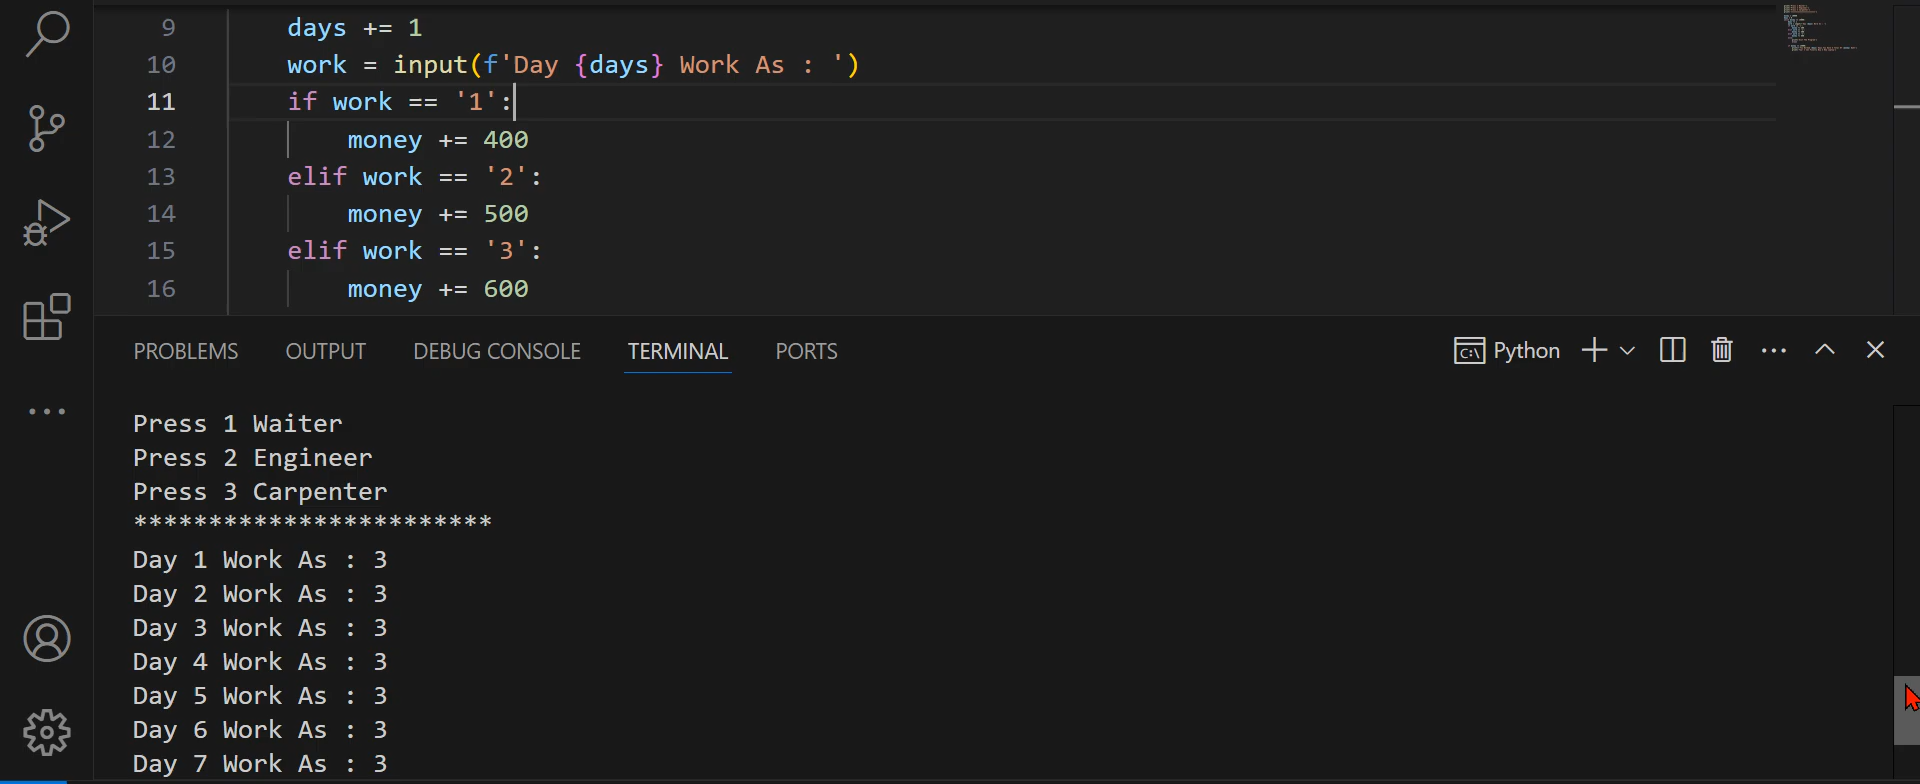 9 days += 1
10 work = input(f'Day {days} Work As : ')
11 if work == '1':
12 money += 400
13 elif work == '2':
14 money += 500
15 elif work == '3':
16 money += 600
PROBLEMS OUTPUT DEBUG CONSOLE TERMINAL PORTS Python
Press 1 Waiter
Press 2 Engineer
Press 3 Carpenter
************************
Day 1 Work As : 3
Day 2 Work As : 3
Day 3 Work As : 3
Day 4 Work As : 3
Day 5 Work As : 3
Day 6 Work As : 3
Day 7 Work As : 3